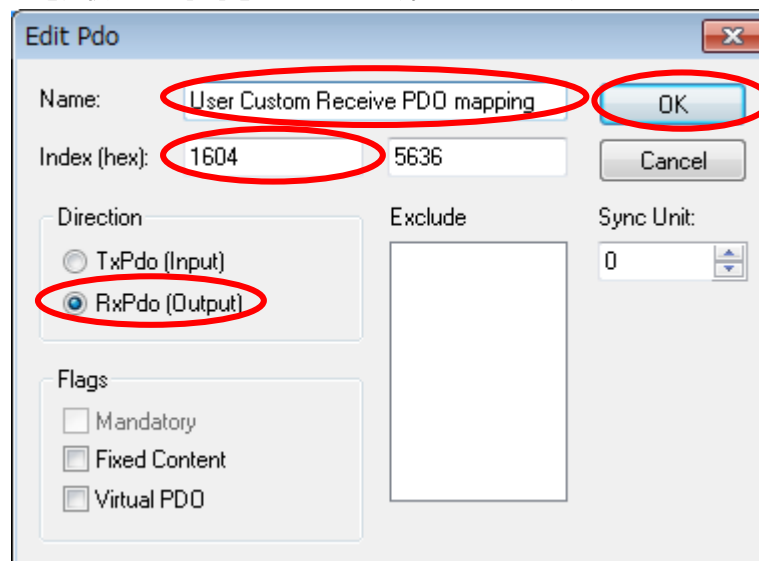 Edit Pdo
Name: User Custom Receive PDO mapping OK
Index (hex): 1604 5636 Cancel
Direction Exclude Sync Unit:
TxPdo (Input) 0
RxPdo (Output)
Flags
Mandatory
Fixed Content
Virtual PDO